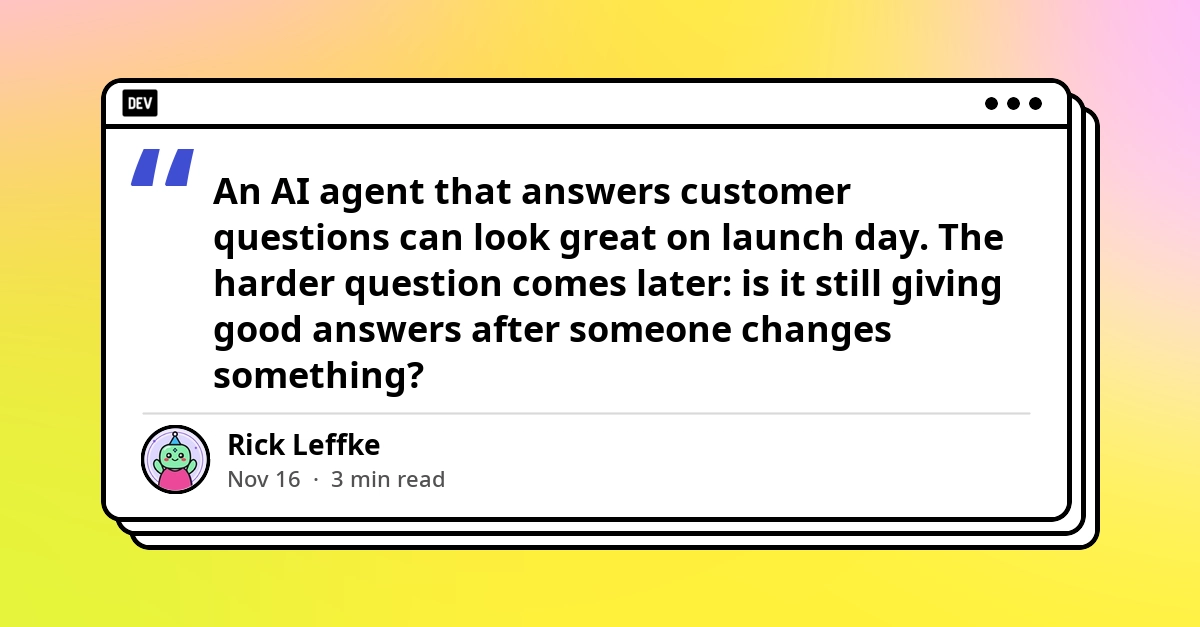 DEV
“
An AI agent that answers customer
questions can look great on launch day. The
harder question comes later: is it still giving
good answers after someone changes
something?
Rick Leffke
Nov 16 · 3 min read